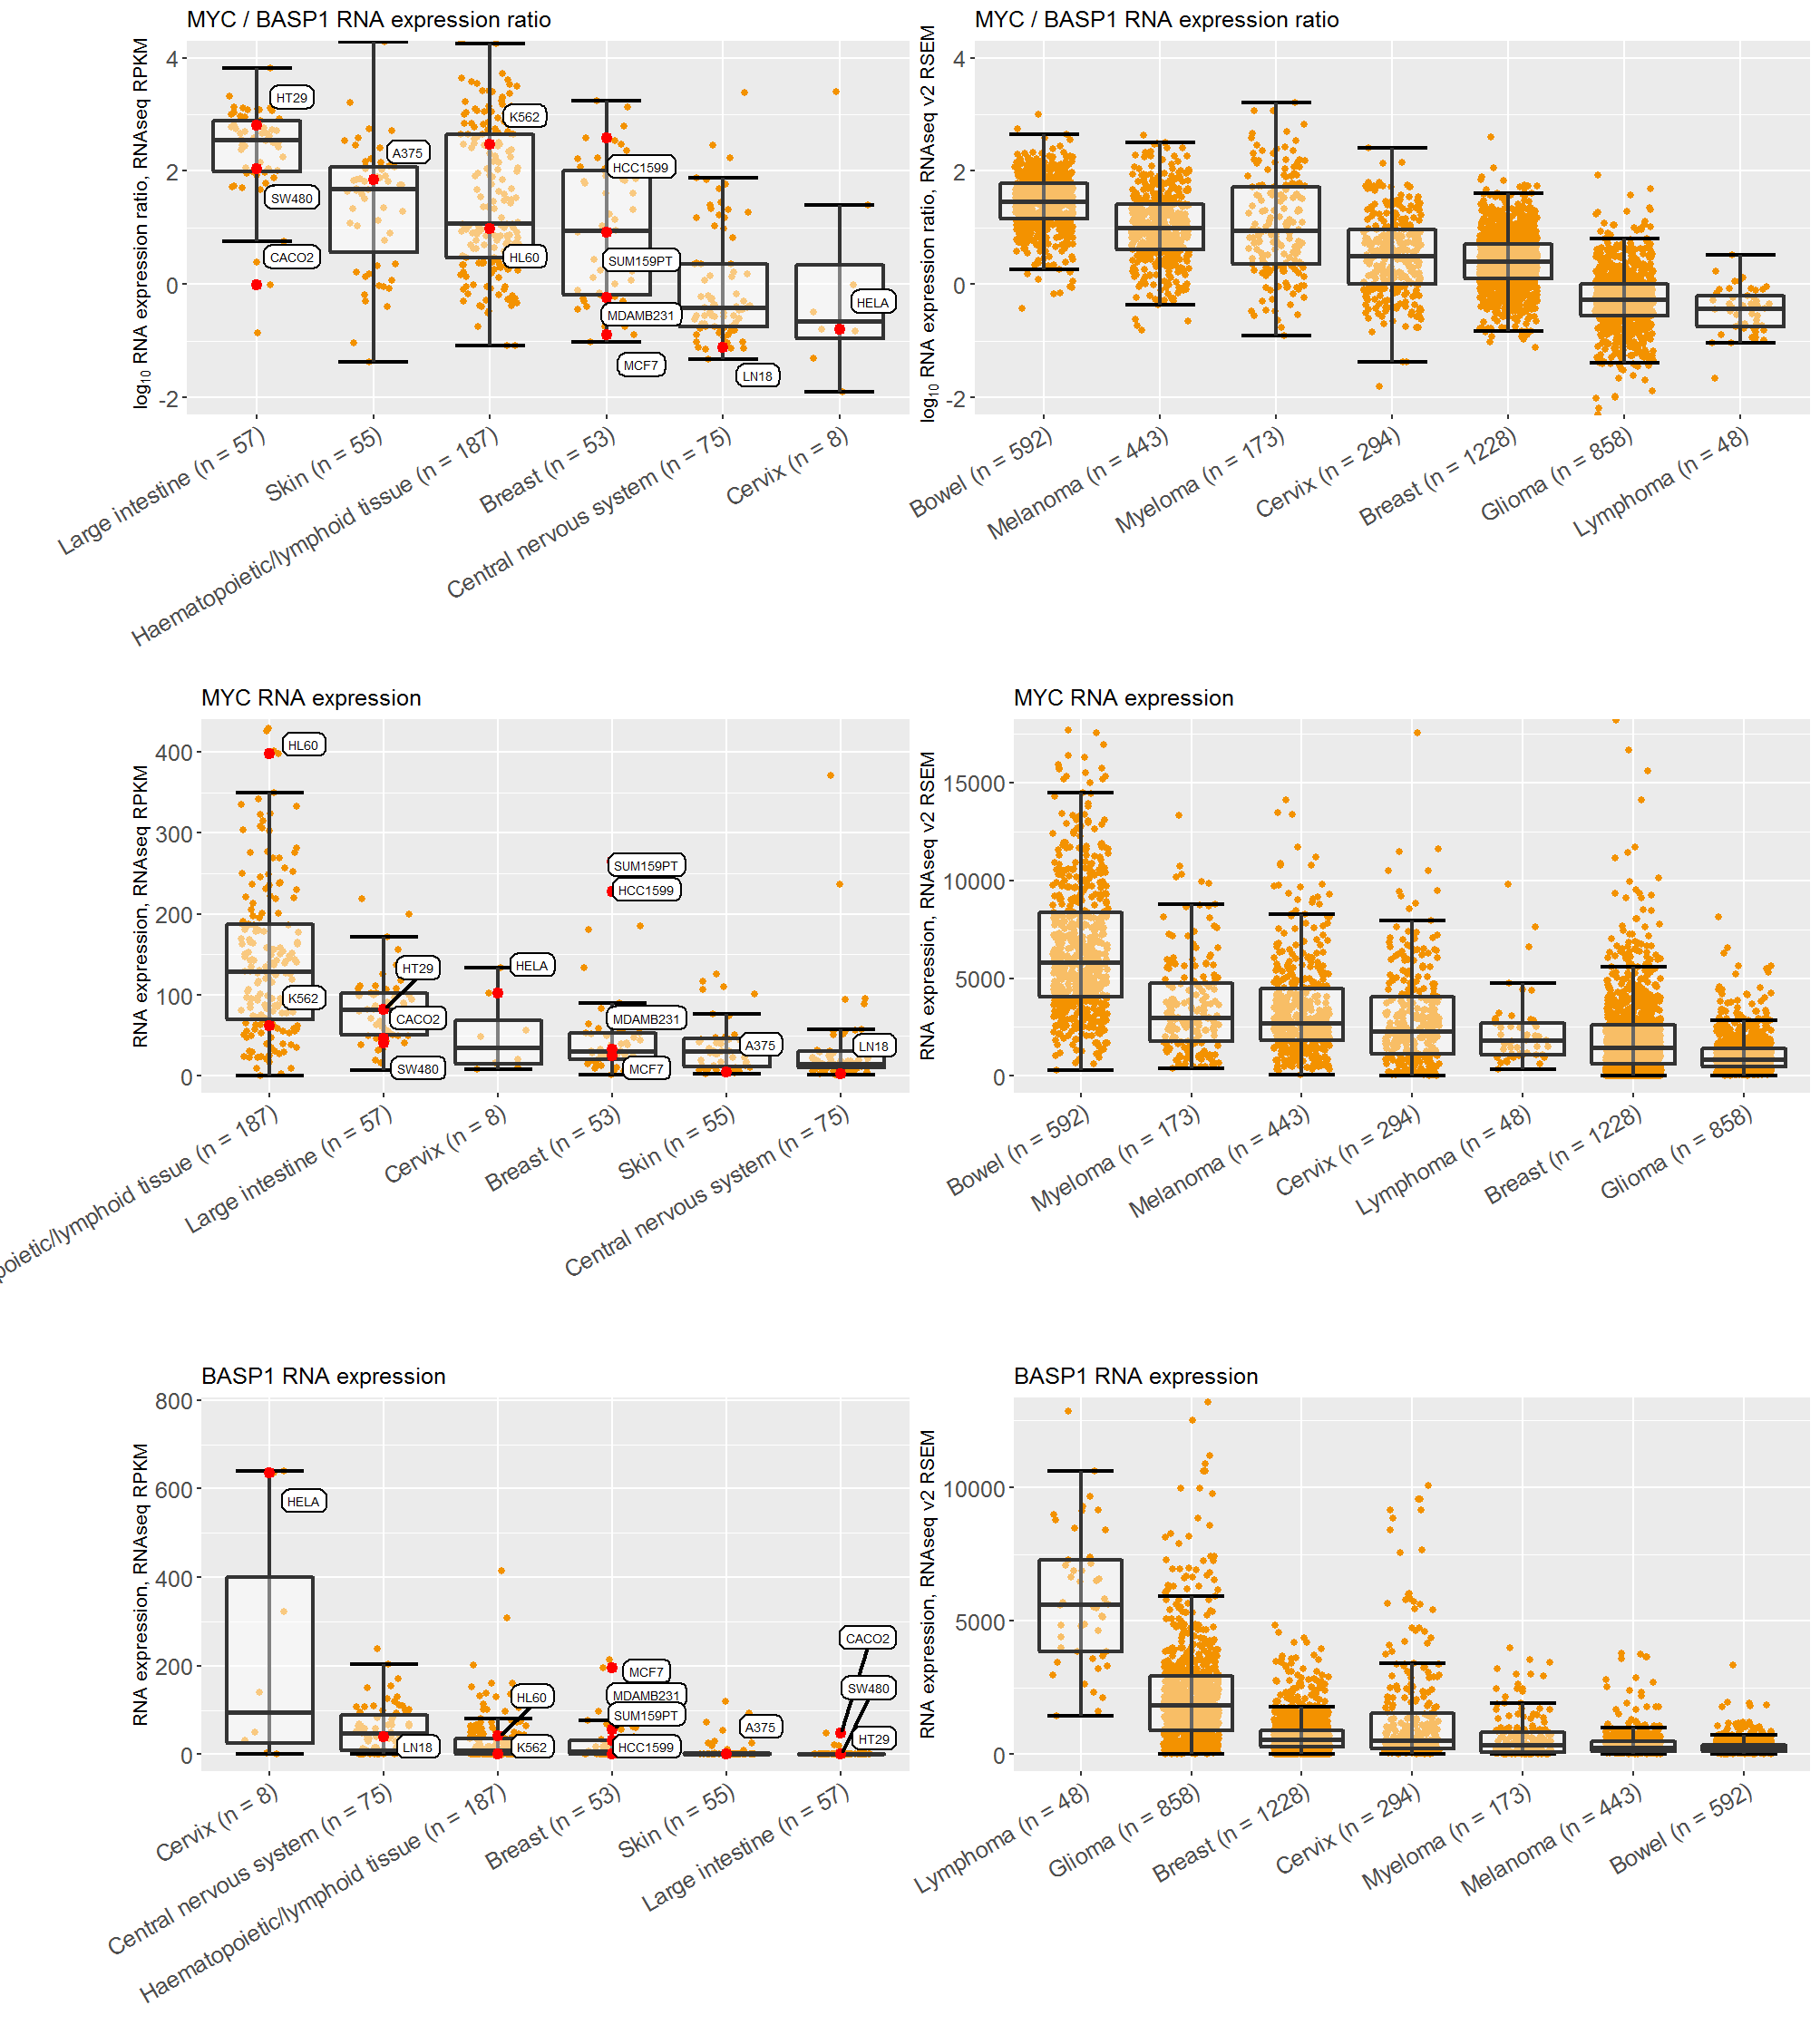 MYC / BASP1 RNA expression ratio
log10 RNA expression ratio, RNAseq RPKM
4
2
0
-2
HT29
SW480
CACO2
A375
K562
HL60
HCC1599
SUM159PT
MDAMB231
MCF7
LN18
HELA
Large intestine (n = 57)
Skin (n = 55)
Haematopoietic/lymphoid tissue (n = 187)
Breast (n = 53)
Central nervous system (n = 75)
Cervix (n = 8)
MYC / BASP1 RNA expression ratio
log10 RNA expression ratio, RNAseq v2 RSEM
4
2
0
-2
Bowel (n = 592)
Melanoma (n = 443)
Myeloma (n = 173)
Cervix (n = 294)
Breast (n = 1228)
Glioma (n = 858)
Lymphoma (n = 48)
MYC RNA expression
RNA expression, RNAseq RPKM
400
300
200
100
0
HL60
K562
HT29
CACO2
SW480
HELA
SUM159PT
HCC1599
MDAMB231
MCF7
A375
LN18
poietic/lymphoid tissue (n = 187)
Large intestine (n = 57)
Cervix (n = 8)
Breast (n = 53)
Skin (n = 55)
Central nervous system (n = 75)
MYC RNA expression
RNA expression, RNAseq v2 RSEM
15000
10000
5000
0
Bowel (n = 592)
Myeloma (n = 173)
Melanoma (n = 443)
Cervix (n = 294)
Lymphoma (n = 48)
Breast (n = 1228)
Glioma (n = 858)
BASP1 RNA expression
RNA expression, RNAseq RPKM
800
600
400
200
0
HELA
LN18
HL60
K562
MCF7
MDAMB231
SUM159PT
HCC1599
A375
CACO2
SW480
HT29
Cervix (n = 8)
Central nervous system (n = 75)
Haematopoietic/lymphoid tissue (n = 187)
Breast (n = 53)
Skin (n = 55)
Large intestine (n = 57)
BASP1 RNA expression
RNA expression, RNAseq v2 RSEM
10000
5000
0
Lymphoma (n = 48)
Glioma (n = 858)
Breast (n = 1228)
Cervix (n = 294)
Myeloma (n = 173)
Melanoma (n = 443)
Bowel (n = 592)